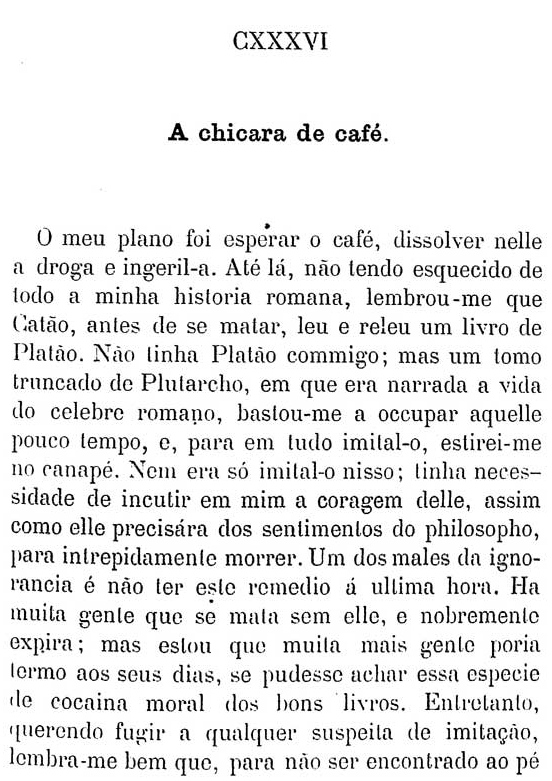 CXXXVI
A chicara de café.
O meu plano foi esperar o café, dissolver nelle
a droga e ingeril-a. Até lá, não tendo esquecido de
todo a minha historia romana, lembrou-me que
Catão, antes de se matar, leu e releu um livro de
Platão. Não tinha Platão commigo; mas um tomo
truncado de Plutarcho, em que era narrada a vida
do celebre romano, bastou-me a occupar aquelle
pouco tempo, e, para em tudo imital-o, estirei-me
no canapé. Nem era só imital-o nisso; tinha neces-
sidade de incutir em mim a coragem delle, assim
como elle precisára dos sentimentos do philosopho,
para intrepidamente morrer. Um dos males da igno-
rancia é não ter este remedio á ultima hora. Ha
muita gente que se mata sem elle, e nobremente
expira; mas estou que muita mais gente poria
termo aos seus dias, se pudesse achar essa especie
de cocaina moral dos bons livros. Entretanto,
querendo fugir a qualquer suspeita de imitação,
lembra-me bem que, para não ser encontrado ao pé